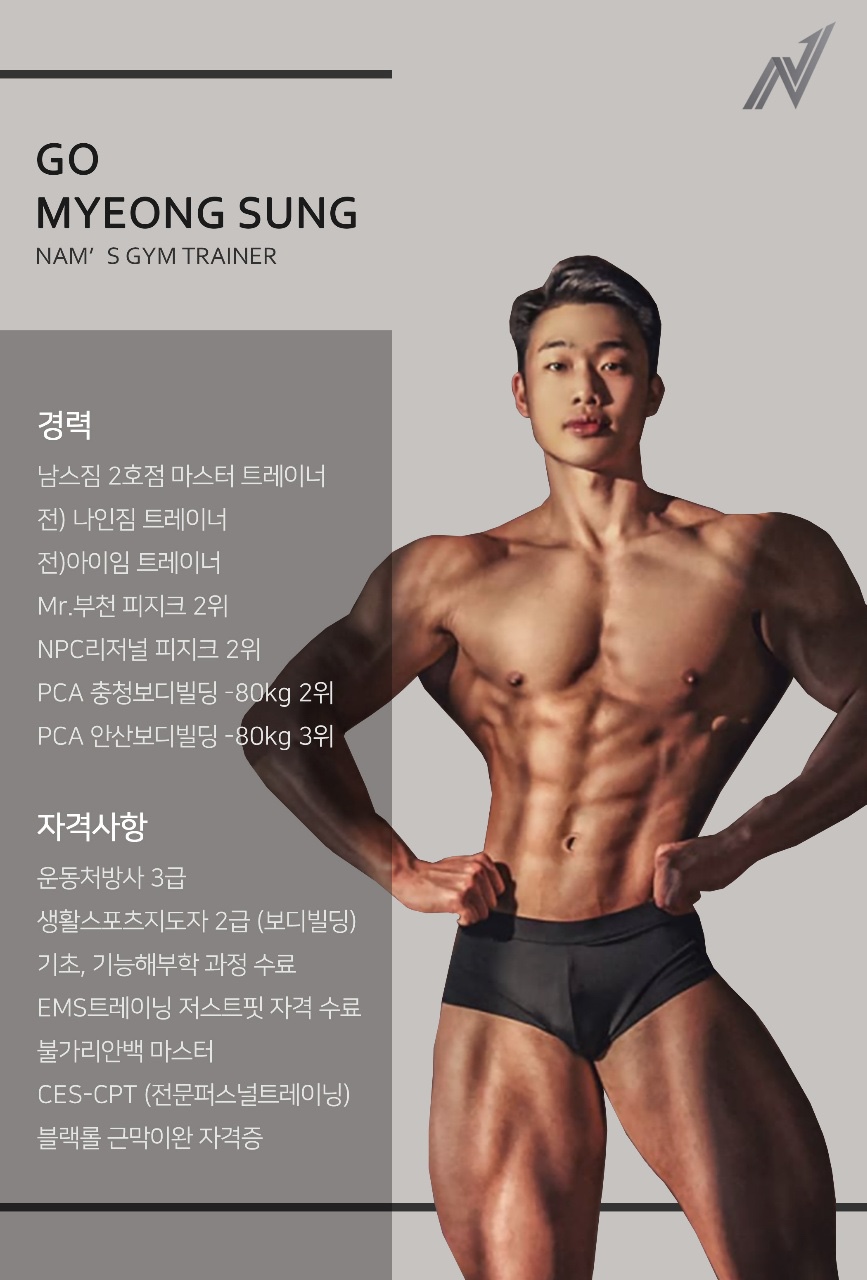 GO
MYEONG SUNG
NAM’S GYM TRAINER
경력
남스짐 2호점 마스터 트레이너
전) 나인짐 트레이너
전)아이임 트레이너
Mr.부천 피지크 2위
NPC리저널 피지크 2위
PCA 충청보디빌딩 -80kg 2위
PCA 안산보디빌딩 -80kg 3위
자격사항
운동처방사 3급
생활스포츠지도자 2급 (보디빌딩)
기초, 기능해부학 과정 수료
EMS트레이닝 저스트핏 자격 수료
불가리안백 마스터
CES-CPT (전문퍼스널트레이닝)
블랙롤 근막이완 자격증